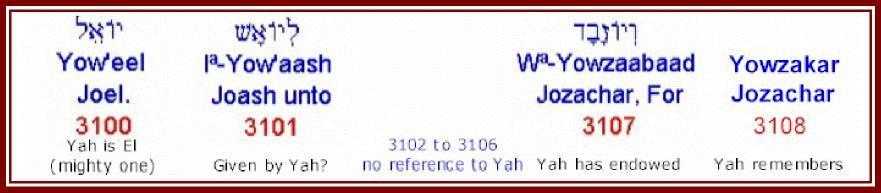 יוֹאֵל
Yow'eel
Joel.
3100
Yah is El
(mighty one)
לְיוֹאָשׁ
lª-Yow'aash
Joash unto
3101
Given by Yah?
3102 to 3106
no reference to Yah
וְיוֹזָבָד
Wª-Yowzaabaad
Jozachar, For
3107
Yah has endowed
Yowzakar
Jozachar
3108
Yah remembers